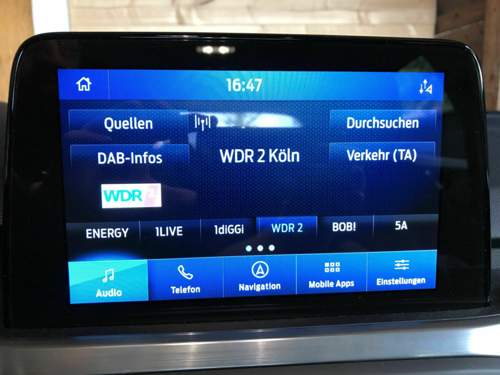 16:47
Quellen
Durchsuchen
DAB-Infos
WDR 2 Köln
Verkehr (TA)
WDR
ENERGY 1LIVE 1diGGi WDR 2 BOB! 5A
Audio Telefon Navigation Mobile Apps Einstellungen